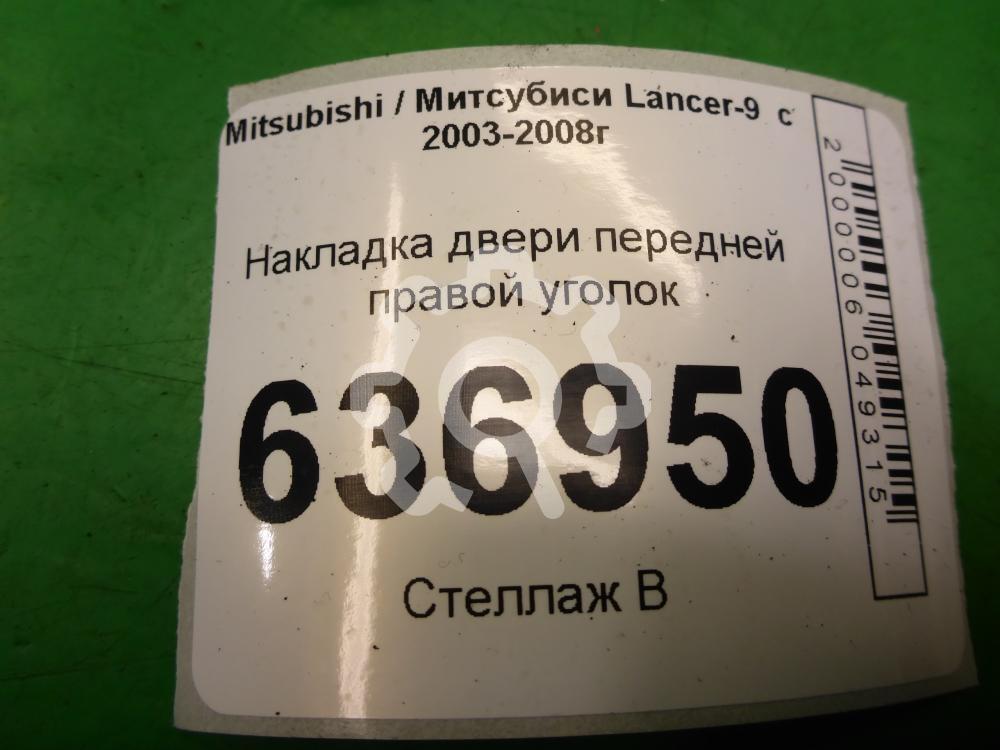 Mitsubishi / Митсубиси Lancer-9 с
2003-2008г
Накладка двери передней
правой уголок
636950
Стеллаж В
2000006049315